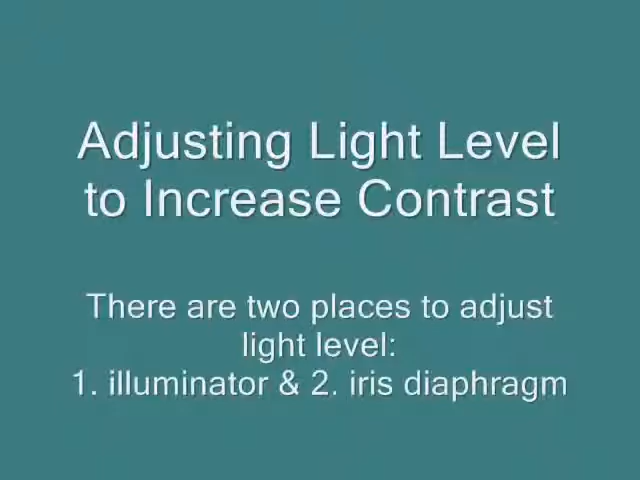 Adjusting Light Level
to Increase Contrast
There are two places to adjust
light level:
1. illuminator & 2. iris diaphragm